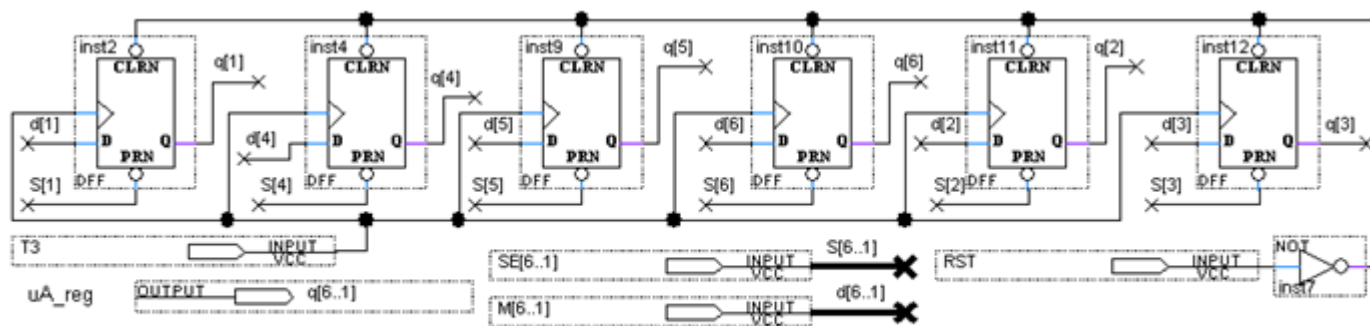 inst2 inst4 inst9 inst10 inst11 inst12
q[1] q[4] q[5] q[6] q[2] q[3]
CLRN CLRN CLRN CLRN CLRN CLRN
d[1] d[4] d[5] d[6] d[2] d[3]
D Q D Q D Q D Q D Q D Q
PRN PRN PRN PRN PRN PRN
S[1] S[4] S[5] S[6] S[2] S[3]
DFF DFF DFF DFF DFF DFF
T3 INPUT VCC
SE[6..1] INPUT VCC S[6..1]
RST INPUT VCC
NOT
inst7
uA_reg
OUTPUT q[6..1]
M[6..1] INPUT VCC d[6..1]